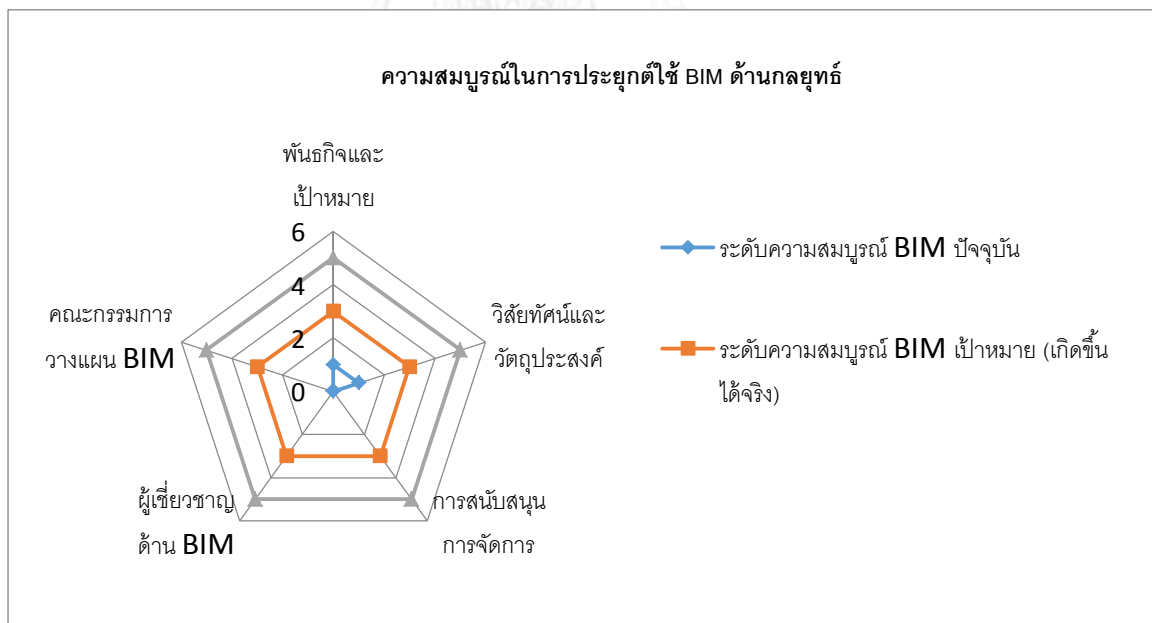 ความสมบูรณ์ในการประยุกต์ใช้ BIM ด้านกลยุทธ์
พันธกิจและ
เป้าหมาย
6
4
2
0
วิสัยทัศน์และ
วัตถุประสงค์
การสนับสนุน
การจัดการ
ผู้เชี่ยวชาญ
ด้าน BIM
คณะกรรมการ
วางแผน BIM
ระดับความสมบูรณ์ BIM ปัจจุบัน
ระดับความสมบูรณ์ BIM เป้าหมาย (เกิดขึ้น
ได้จริง)